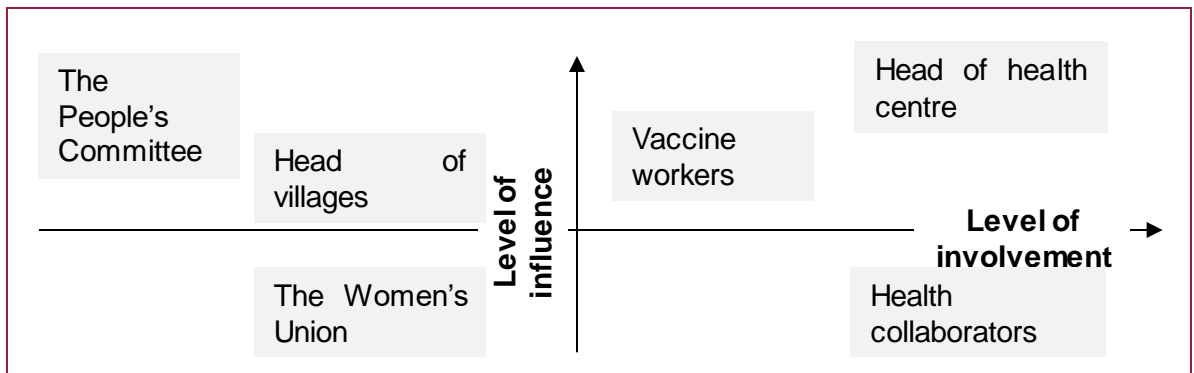 The
People’s
Committee
Head of
villages
The Women’s
Union
Level of
influence
Vaccine
workers
Head of health
centre
Level of
involvement
Health
collaborators